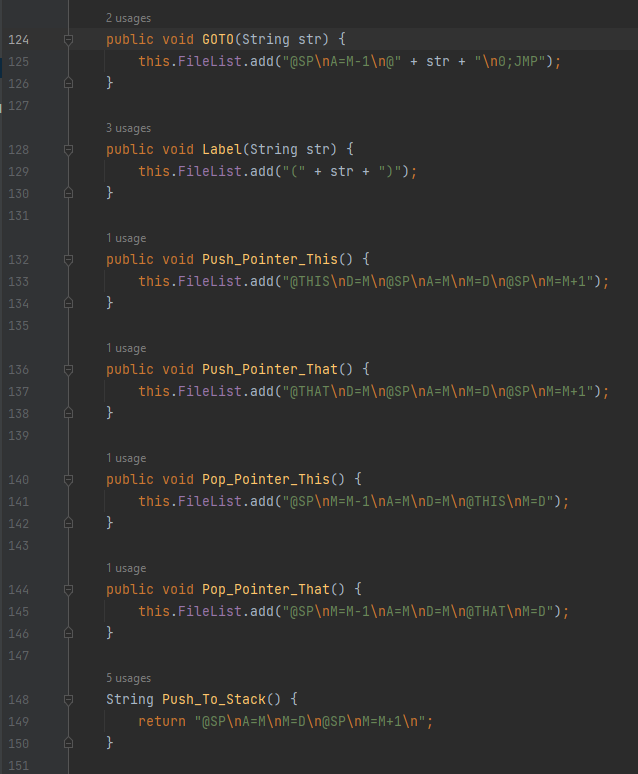 2 usages
124 public void GOTO(String str) {
125 this.FileList.add("@SP\nA=M-1\n@" + str + "\n0;JMP");
126 }
127
3 usages
128 public void Label(String str) {
129 this.FileList.add("(" + str + ")");
130 }
131
1 usage
132 public void Push_Pointer_This() {
133 this.FileList.add("@THIS\nD=M\n@SP\nA=M\nM=D\n@SP\nM=M+1");
134 }
135
1 usage
136 public void Push_Pointer_That() {
137 this.FileList.add("@THAT\nD=M\n@SP\nA=M\nM=D\n@SP\nM=M+1");
138 }
139
1 usage
140 public void Pop_Pointer_This() {
141 this.FileList.add("@SP\nM=M-1\nA=M\nD=M\n@THIS\nM=D");
142 }
143
1 usage
144 public void Pop_Pointer_That() {
145 this.FileList.add("@SP\nM=M-1\nA=M\nD=M\n@THAT\nM=D");
146 }
147
5 usages
148 String Push_To_Stack() {
149 return "@SP\nA=M\nM=D\n@SP\nM=M+1\n";
150 }
151